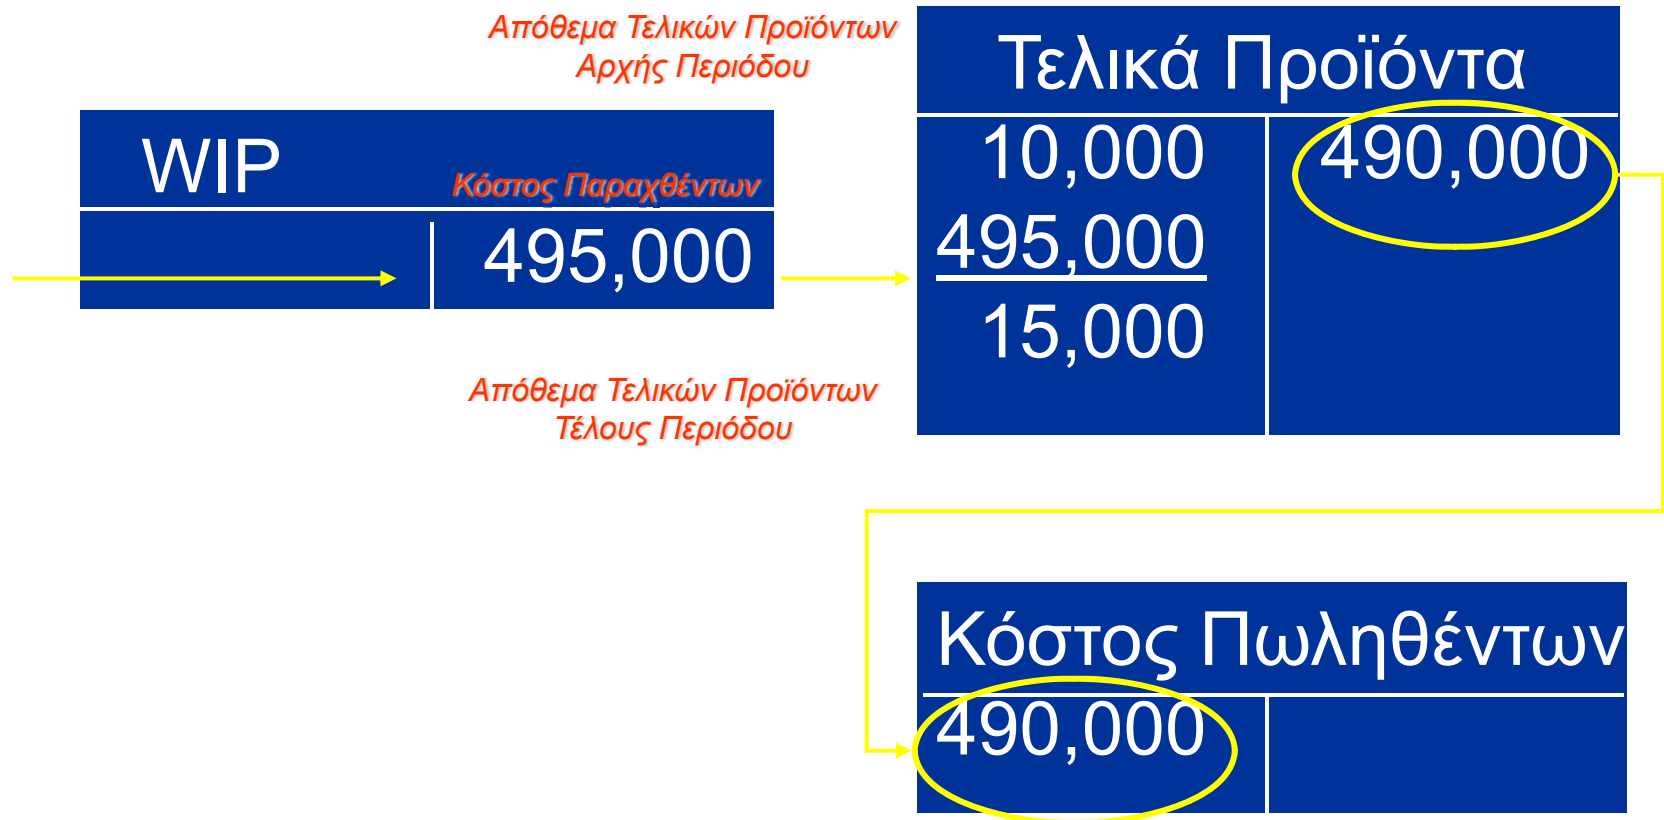 Απόθεμα Τελικών Προϊόντων
Αρχής Περιόδου
WIP
Κόστος Παραχθέντων
495,000
Απόθεμα Τελικών Προϊόντων
Τέλους Περιόδου
Τελικά Προϊόντα
10,000 490,000
495,000
15,000
Κόστος Πωληθέντων
490,000